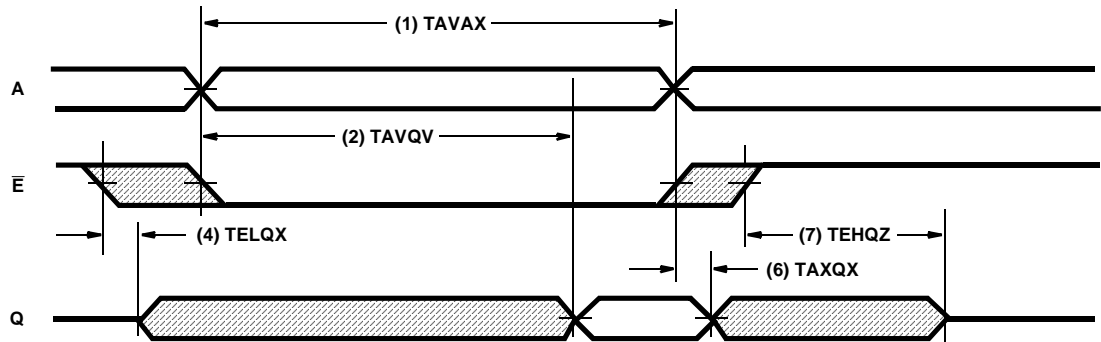 (1) TAVAX
A
(2) TAVQV
E̅
(4) TELQX
(7) TEHQZ
(6) TAXQX
Q